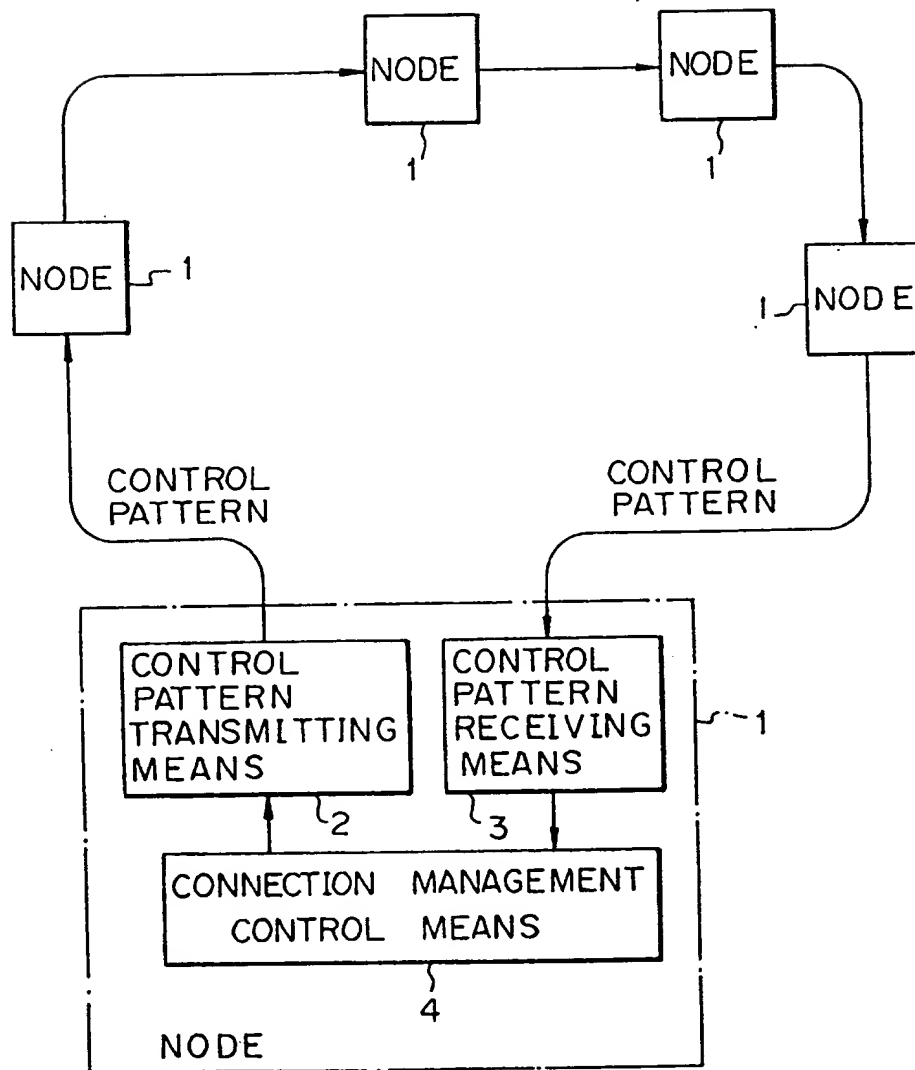 NODE
NODE
1
1
NODE
1
NODE
1
CONTROL
PATTERN
CONTROL
PATTERN
CONTROL
PATTERN
TRANSMITTING
MEANS
2
CONTROL
PATTERN
RECEIVING
MEANS
3
1
CONNECTION MANAGEMENT
CONTROL MEANS
4
NODE